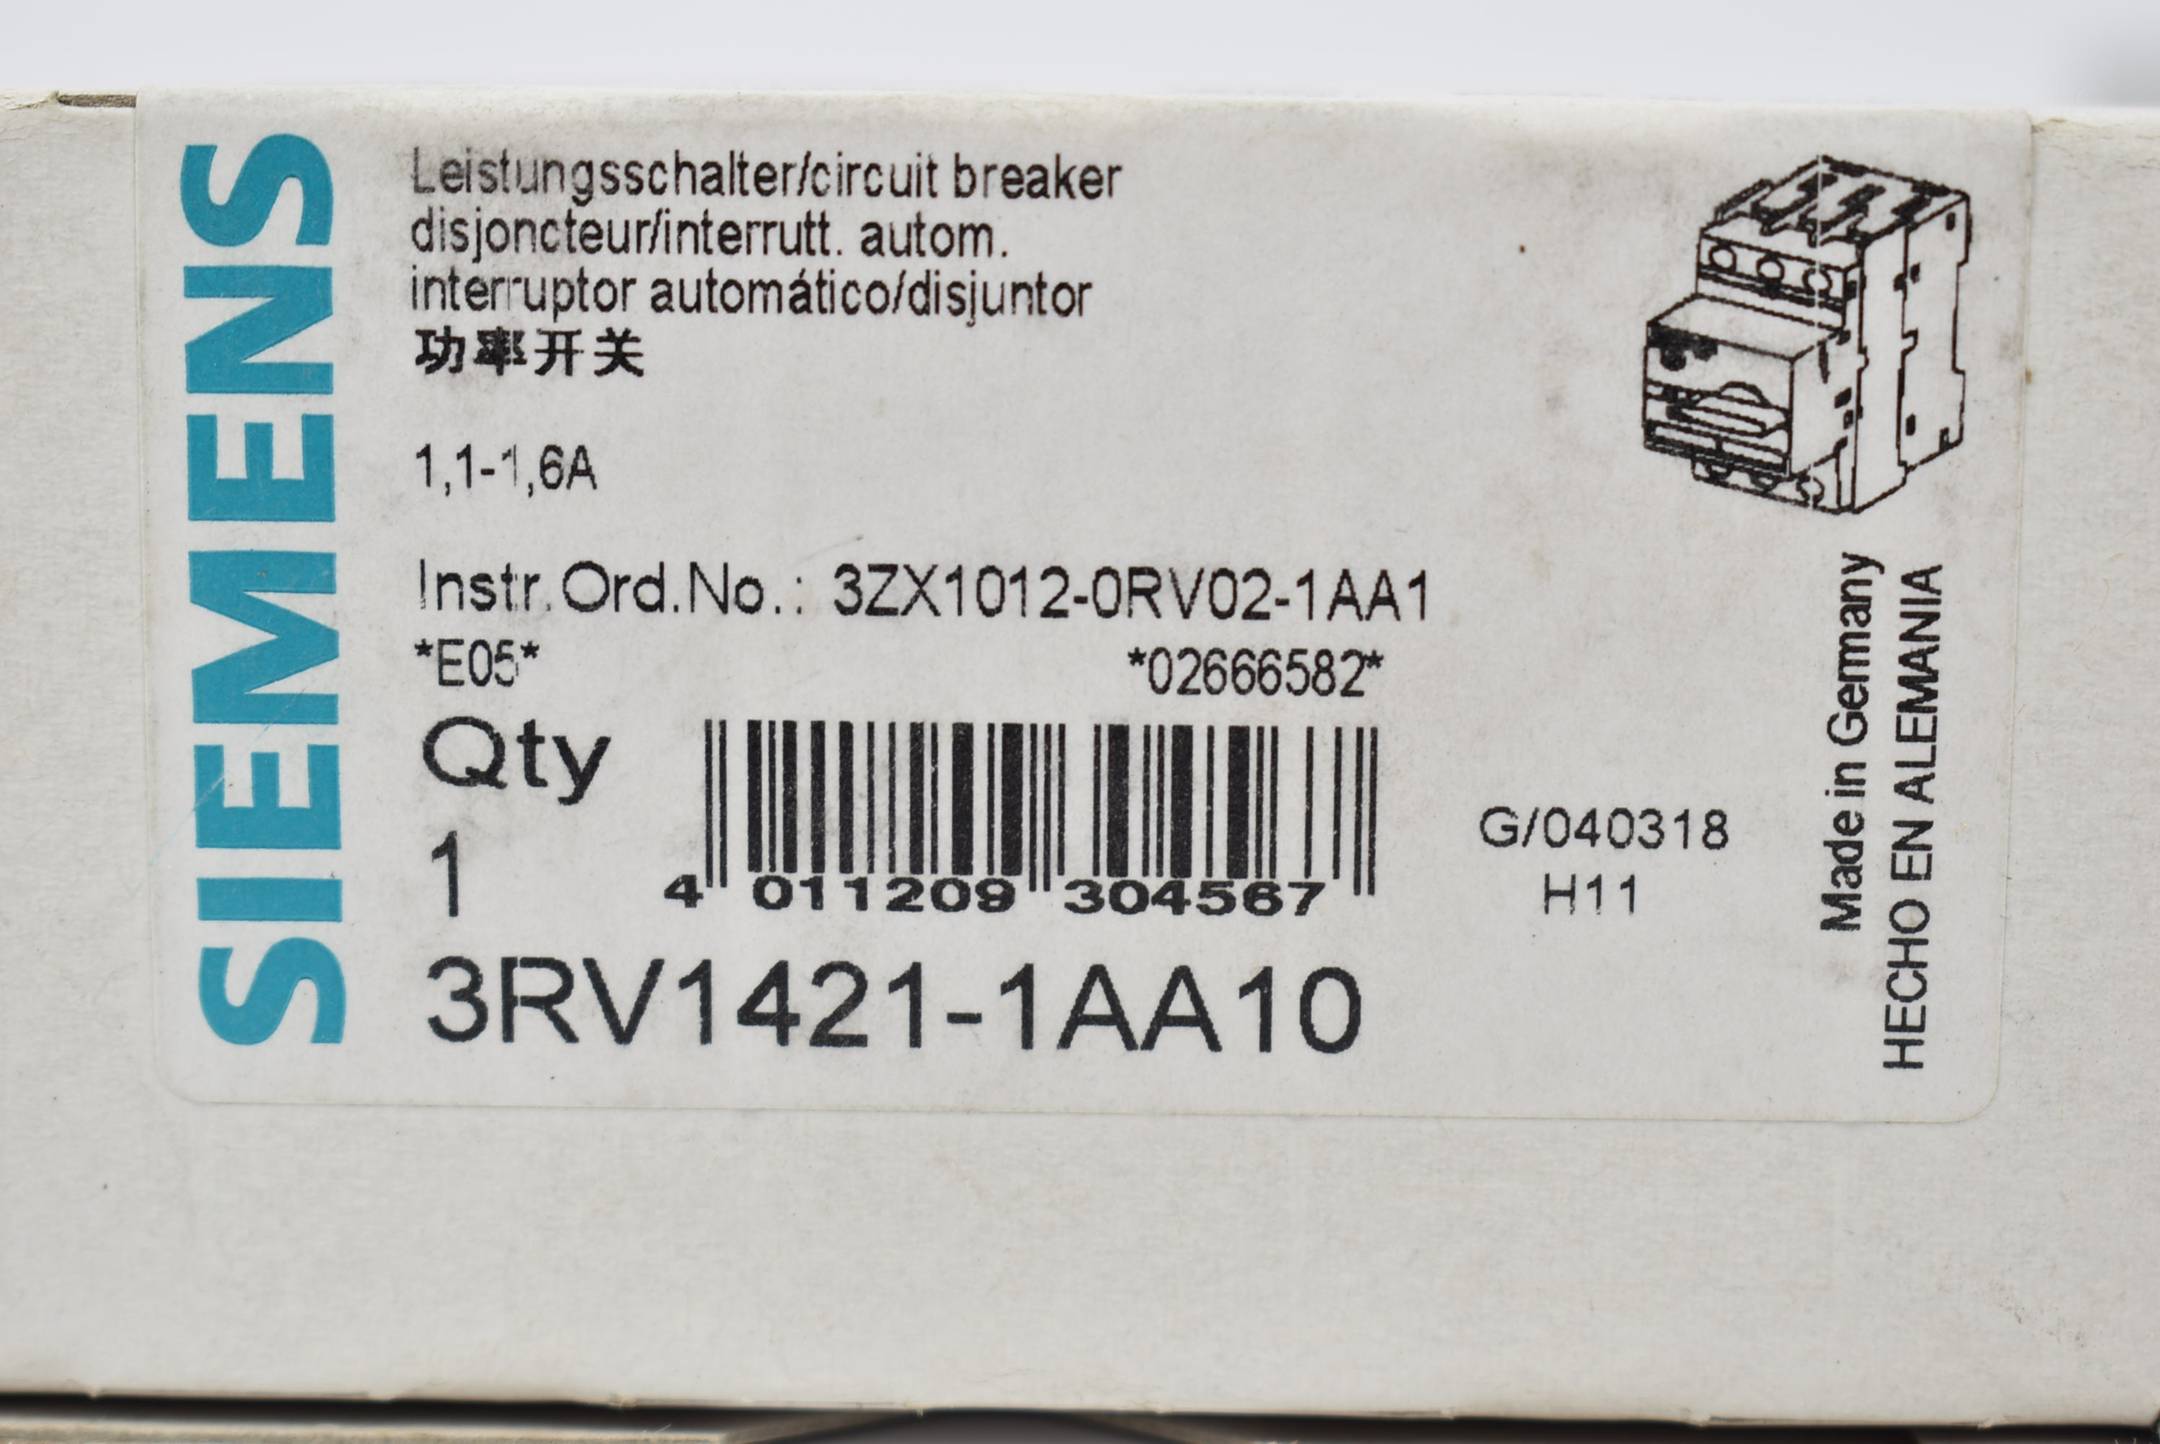 SIEMENS
Leistungsschalter/circuit breaker
disjoncteur/interrutt. autom.
interruptor automático/disjuntor
功率开关
1,1-1,6A
Instr.Ord.No.: 3ZX1012-0RV02-1AA1
*E05* *02666582*
Qty
1
4 011209 304567
G/040318
H11
3RV1421-1AA10
Made in Germany
HECHO EN ALEMANIA